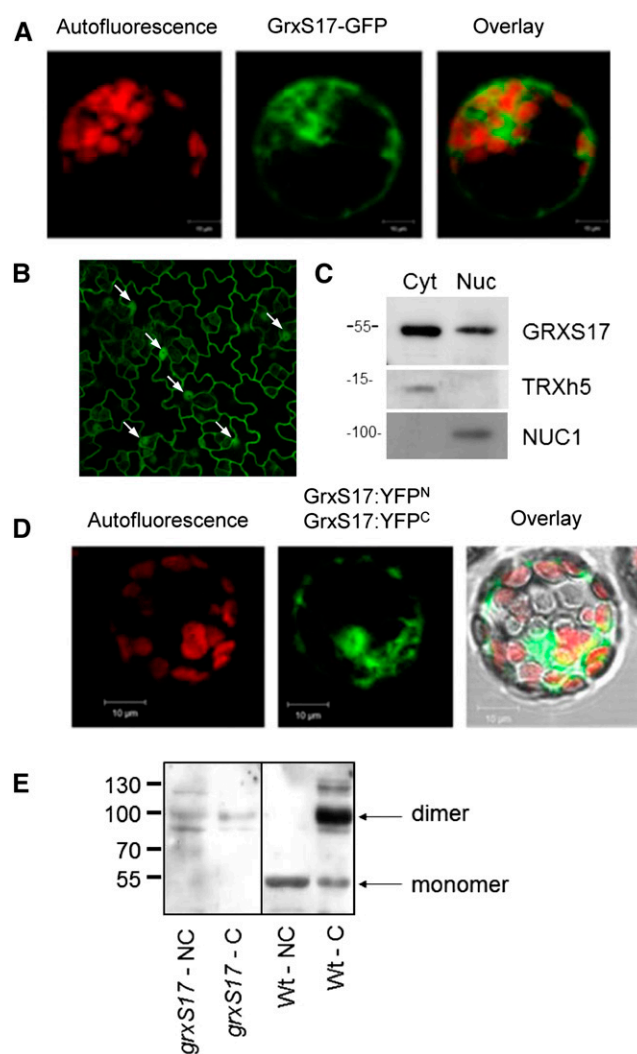 A
Autofluorescence GrxS17-GFP Overlay
10 µm 10 µm 10 µm
B
C
Cyt Nuc
-55- GRXS17
-15- TRXh5
-100- NUC1
D
GrxS17:YFPᴺ
Autofluorescence GrxS17:YFPᶜ Overlay
10 µm 10 µm 10 µm
E
130
100 dimer
70
55 monomer
grxS17 - NC
grxS17 - C
Wt - NC
Wt - C